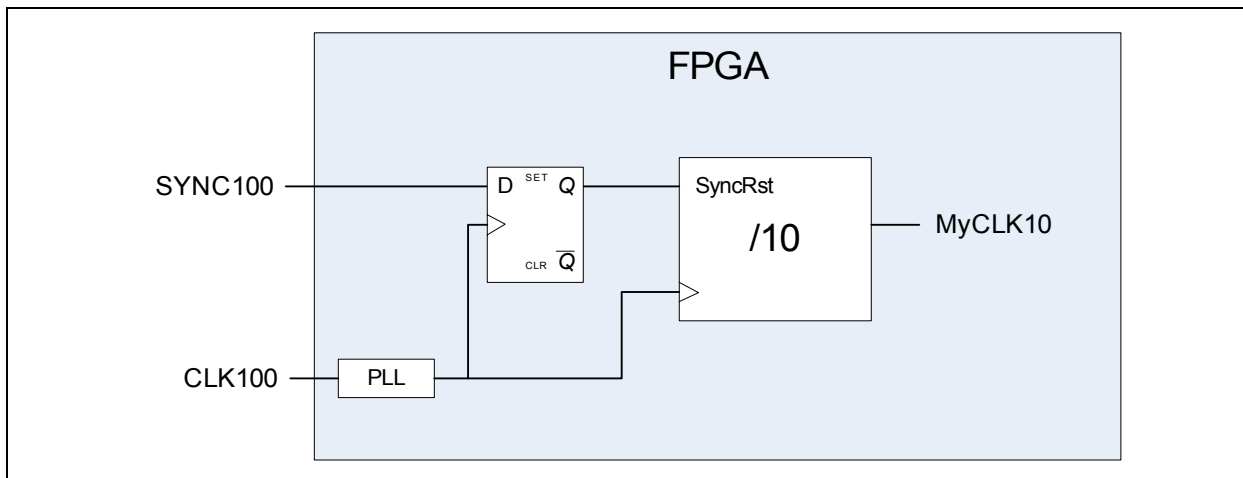 FPGA
SYNC100
D SET Q
CLR Q
SyncRst
/10
MyCLK10
CLK100
PLL